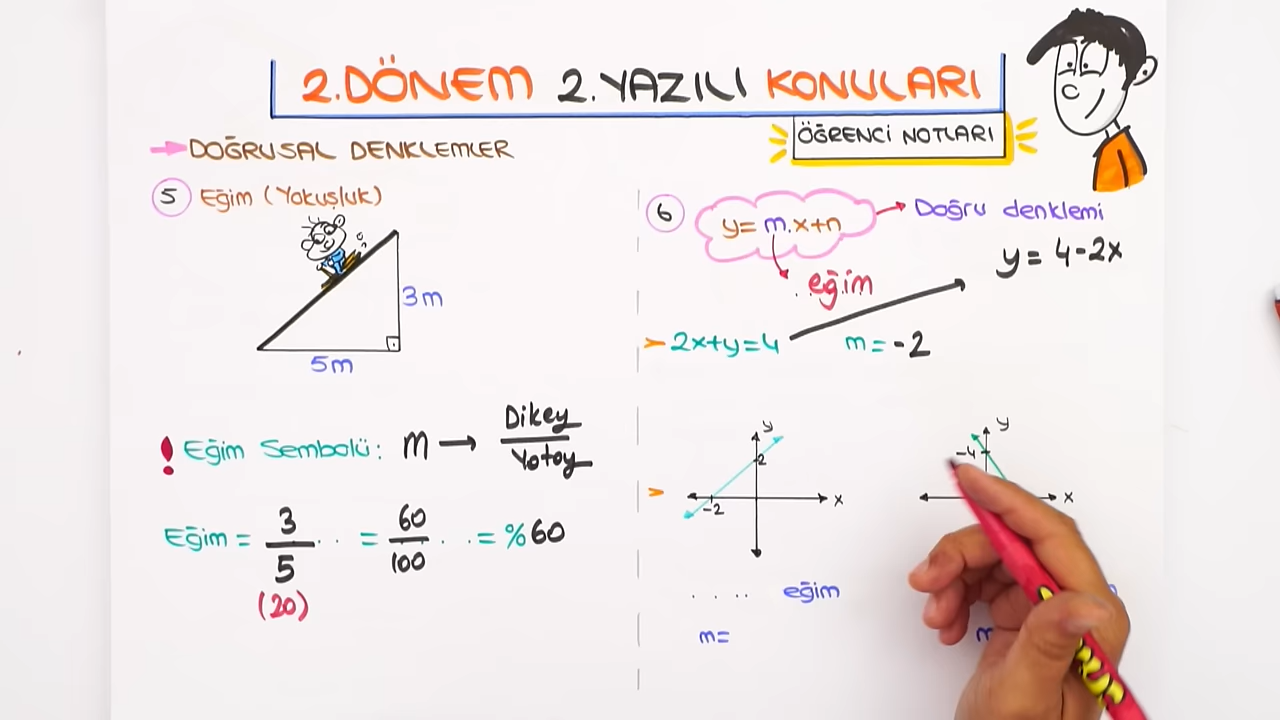 2.DÖNEM 2.YAZILI KONULARI
ÖĞRENCİ NOTLARI
DOĞRUSAL DENKLEMLER
5 Eğim (Yokuşluk)
3m
5m
! Eğim Sembolü: m → Dikey
Yatay
Eğim = 3/5 = 60/100 = %60
(20)
6 y= m.x+n → Doğru denklemi
eğim
y= 4-2x
➢ 2x+y=4
m= -2
➢
y
2
-2
x
.... eğim
m=
y
-4
x